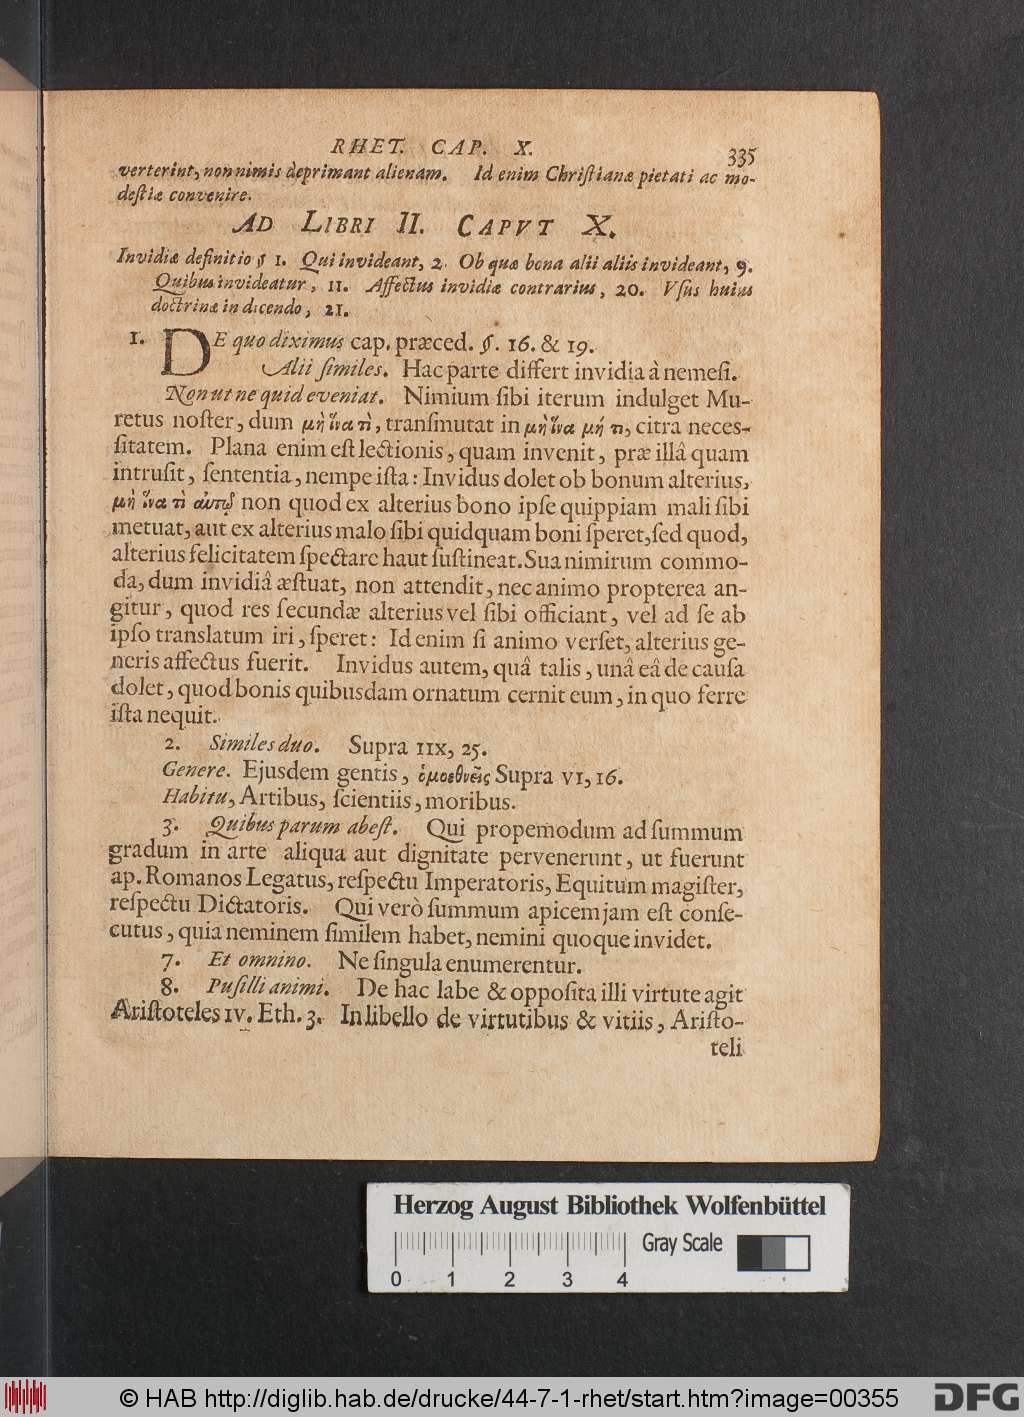 RHET. CAP. X. 335
verterint, non nimis deprimant alienam. Id enim Chriſtianæ pietati ac mo-
deſtiæ convenire.
AD LIBRI II. CAPVT X.
Invidiæ definitio § 1. Qui invideant, 2. Ob quæ bona alii aliis invideant, 9.
Quibus invideatur, 11. Affectus invidiæ contrarius, 20. Vſus huius
doctrinæ in dicendo, 21.
1. DE quo diximus cap. præced. §. 16. & 19.
Alii ſimiles. Hac parte differt invidia à nemeſi.
Non ut ne quid eveniat. Nimium ſibi iterum indulget Mu-
retus noſter, dum μὴ ἵνα τὶ, tranſmutat in μὴ ἵνα μή τι, citra neces-
ſitatem. Plana enim eſt lectionis, quam invenit, præ illâ quam
intruſit, ſententia, nempe iſta: Invidus dolet ob bonum alterius,
μὴ ἵνα τὶ αὐτῷ non quod ex alterius bono ipſe quippiam mali ſibi
metuat, aut ex alterius malo ſibi quidquam boni ſperet, ſed quod,
alterius felicitatem ſpectare haut ſuſtineat. Sua nimirum commo-
da, dum invidiâ æſtuat, non attendit, nec animo propterea an-
gitur, quod res ſecundæ alterius vel ſibi officiant, vel ad ſe ab
ipſo translatum iri, ſperet: Id enim ſi animo verſet, alterius ge-
neris affectus fuerit. Invidus autem, quâ talis, unâ eâ de cauſa
dolet, quod bonis quibusdam ornatum cernit eum, in quo ferre
iſta nequit.
2. Similes duo. Supra IIX, 25.
Genere. Ejusdem gentis, ὁμοεθνεῖς Supra VI, 16.
Habitu, Artibus, ſcientiis, moribus.
3. Quibus parum abeſt. Qui propemodum ad ſummum
gradum in arte aliqua aut dignitate pervenerunt, ut fuerunt
ap. Romanos Legatus, reſpectu Imperatoris, Equitum magiſter,
reſpectu Dictatoris. Qui verò ſummum apicem jam eſt conſe-
cutus, quia neminem ſimilem habet, nemini quoque invidet.
7. Et omnino. Ne ſingula enumerentur.
8. Puſilli animi. De hac labe & oppoſita illi virtute agit
Ariſtoteles IV. Eth. 3. In libello de virtutibus & vitiis, Ariſto-
teli
Herzog August Bibliothek Wolfenbüttel
Gray Scale
0 1 2 3 4
© HAB http://diglib.hab.de/drucke/44-7-1-rhet/start.htm?image=00355
DFG